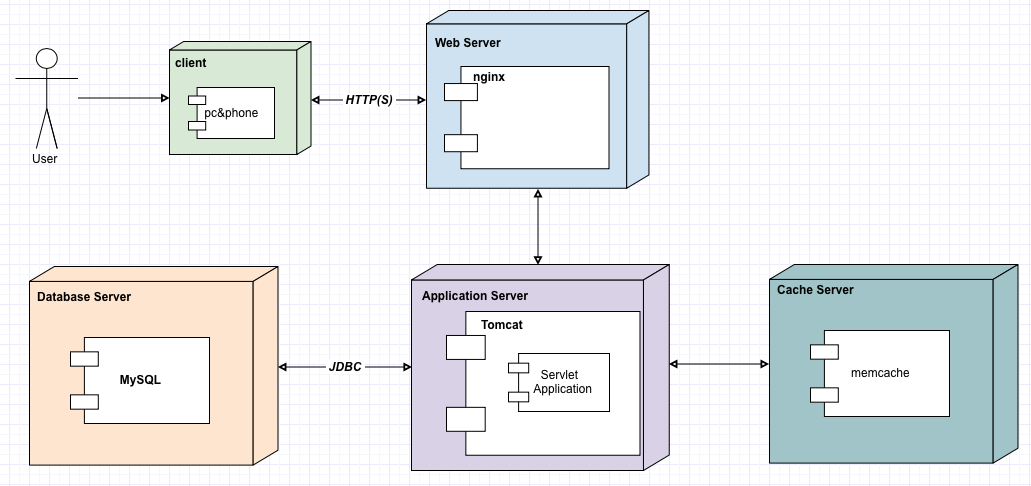 Web Server
client
nginx
pc&phone
HTTP(S)
User
Database Server
Application Server
Cache Server
Tomcat
MySQL
JDBC
Servlet
Application
memcache